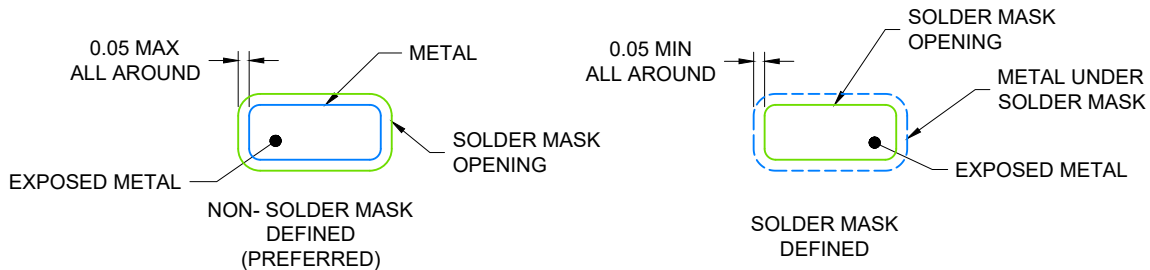 0.05 MAX
ALL AROUND
METAL
SOLDER MASK
OPENING
EXPOSED METAL
NON- SOLDER MASK
DEFINED
(PREFERRED)
SOLDER MASK
OPENING
0.05 MIN
ALL AROUND
METAL UNDER
SOLDER MASK
EXPOSED METAL
SOLDER MASK
DEFINED